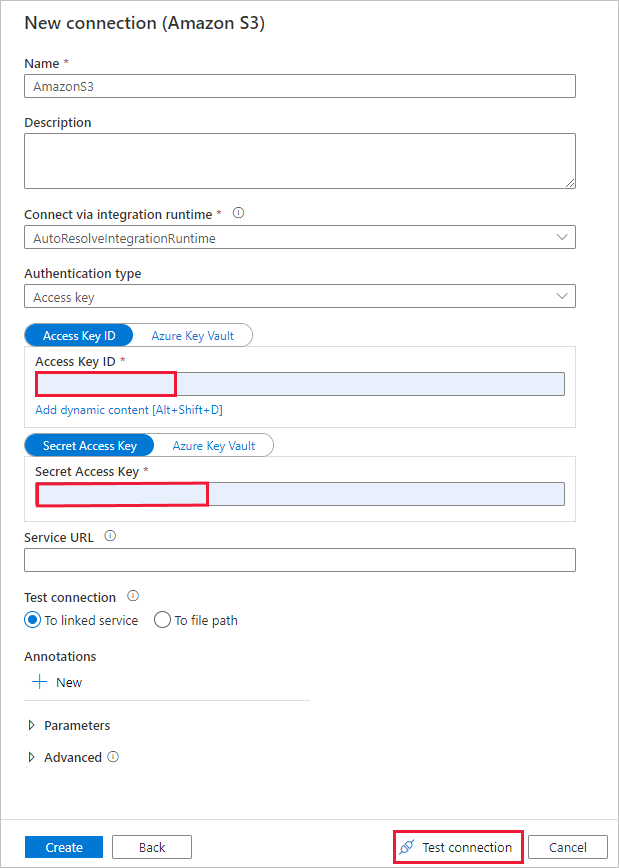 New connection (Amazon S3)
Name *
AmazonS3
Description
Connect via integration runtime *
AutoResolveIntegrationRuntime
Authentication type
Access key
Access Key ID Azure Key Vault
Access Key ID *
Add dynamic content [Alt+Shift+D]
Secret Access Key Azure Key Vault
Secret Access Key *
Service URL
Test connection
To linked service To file path
Annotations
New
Parameters
Advanced
Create Back Test connection Cancel